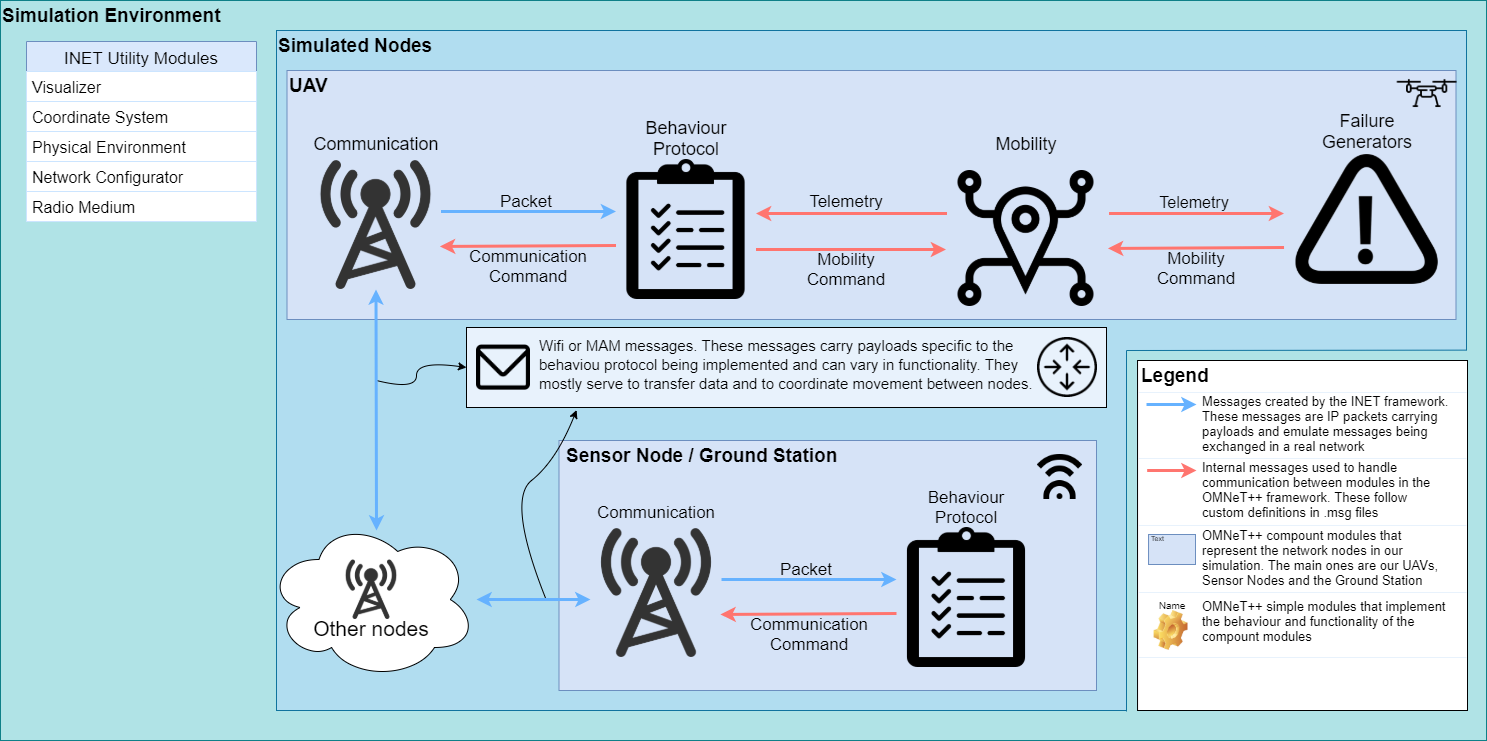 Simulation Environment
INET Utility Modules
Visualizer
Coordinate System
Physical Environment
Network Configurator
Radio Medium
Simulated Nodes
UAV
Communication
Behaviour
Protocol
Mobility
Failure
Generators
Packet
Communication
Command
Telemetry
Mobility
Command
Telemetry
Mobility
Command
Wifi or MAM messages. These messages carry payloads specific to the
behaviou protocol being implemented and can vary in functionality. They
mostly serve to transfer data and to coordinate movement between nodes.
Sensor Node / Ground Station
Communication
Behaviour
Protocol
Packet
Communication
Command
Other nodes
Legend
Messages created by the INET framework.
These messages are IP packets carrying
payloads and emulate messages being
exchanged in a real network
Internal messages used to handle
communication between modules in the
OMNeT++ framework. These follow
custom definitions in .msg files
Text
OMNeT++ compount modules that
represent the network nodes in our
simulation. The main ones are our UAVs,
Sensor Nodes and the Ground Station
Name
OMNeT++ simple modules that implement
the behaviour and functionality of the
compount modules